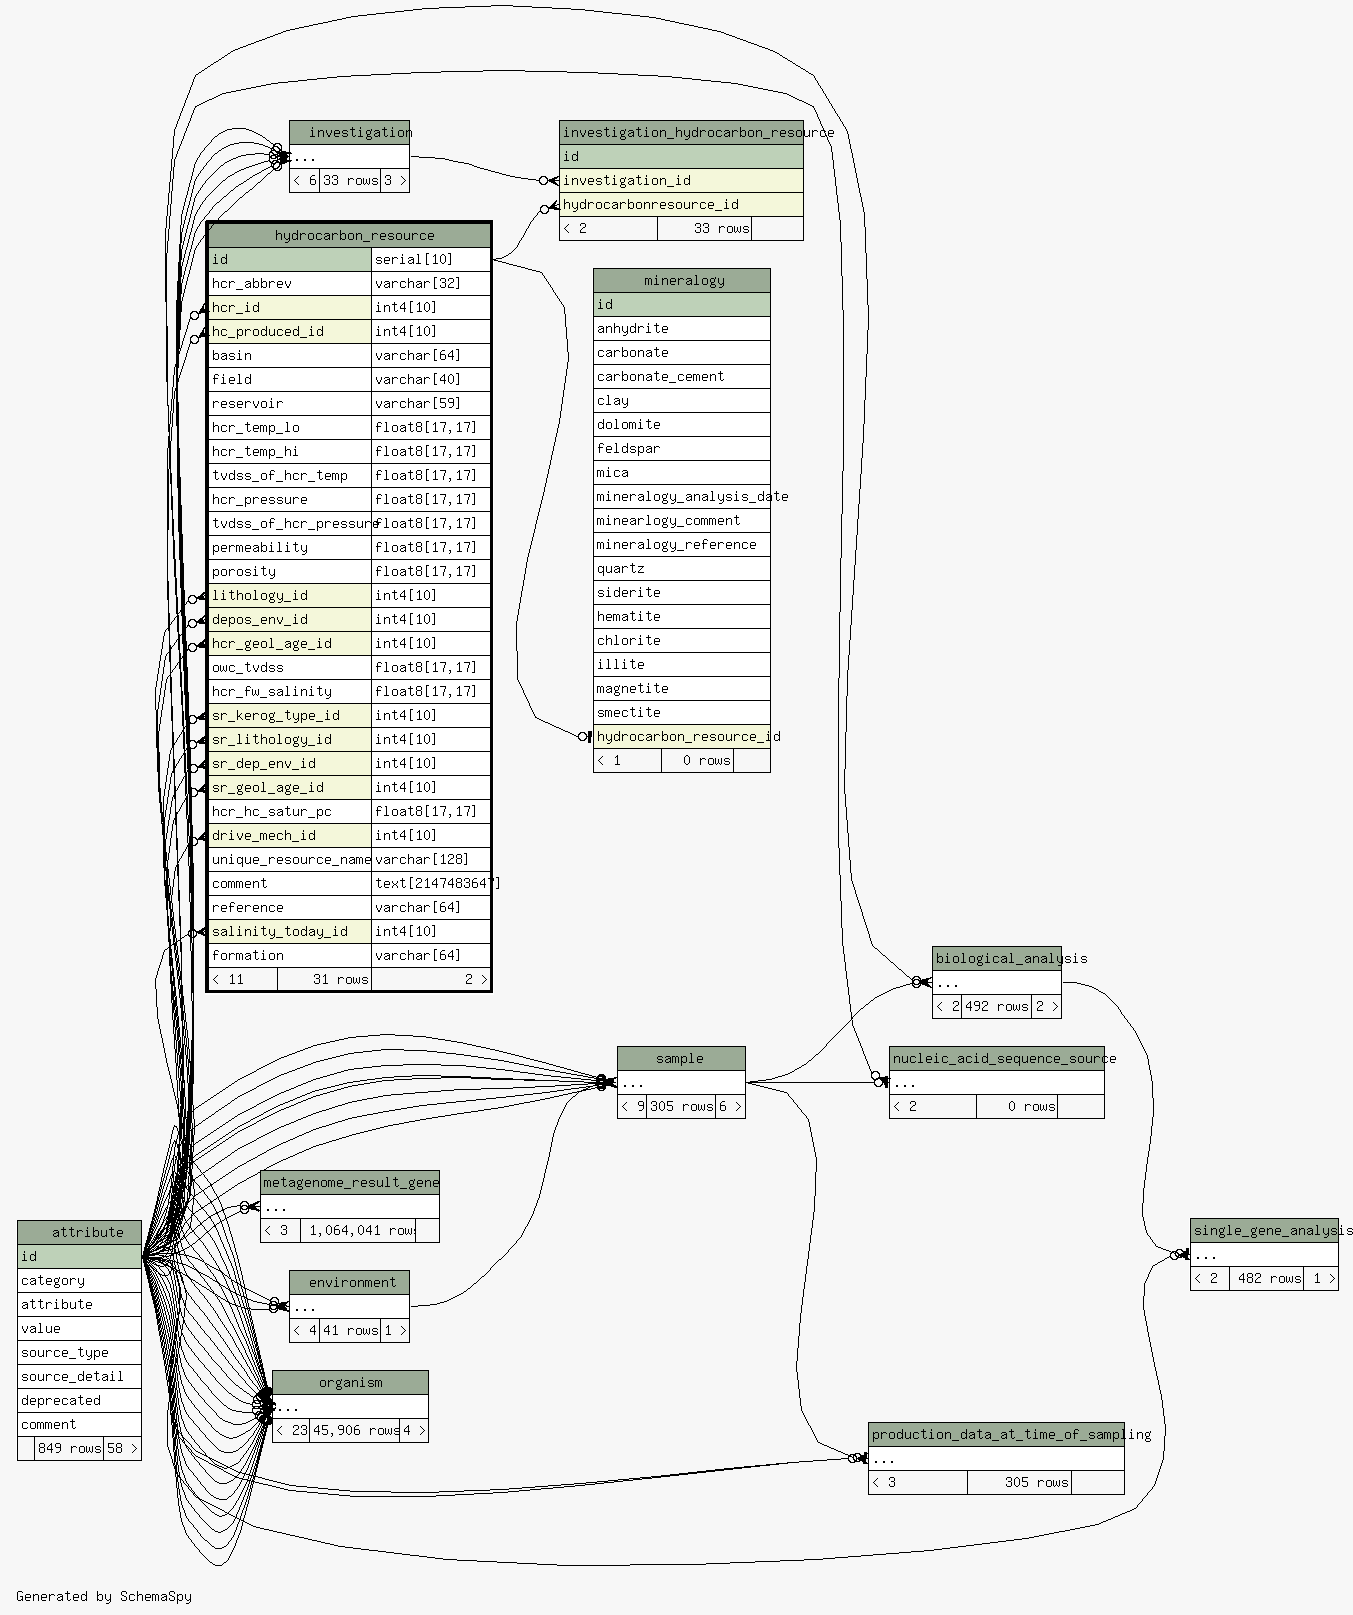 investigation
...
< 6 33 rows 3 >
investigation_hydrocarbon_resource
id
investigation_id
hydrocarbonresource_id
< 2 33 rows
hydrocarbon_resource
id serial[10]
hcr_abbrev varchar[32]
hcr_id int4[10]
hc_produced_id int4[10]
basin varchar[64]
field varchar[40]
reservoir varchar[59]
hcr_temp_lo float8[17,17]
hcr_temp_hi float8[17,17]
tvdss_of_hcr_temp float8[17,17]
hcr_pressure float8[17,17]
tvdss_of_hcr_pressure float8[17,17]
permeability float8[17,17]
porosity float8[17,17]
lithology_id int4[10]
depos_env_id int4[10]
hcr_geol_age_id int4[10]
owc_tvdss float8[17,17]
hcr_fw_salinity float8[17,17]
sr_kerog_type_id int4[10]
sr_lithology_id int4[10]
sr_dep_env_id int4[10]
sr_geol_age_id int4[10]
hcr_hc_satur_pc float8[17,17]
drive_mech_id int4[10]
unique_resource_name varchar[128]
comment text[2147483647]
reference varchar[64]
salinity_today_id int4[10]
formation varchar[64]
< 11 31 rows 2 >
mineralogy
id
anhydrite
carbonate
carbonate_cement
clay
dolomite
feldspar
mica
mineralogy_analysis_date
minearlogy_comment
mineralogy_reference
quartz
siderite
hematite
chlorite
illite
magnetite
smectite
hydrocarbon_resource_id
< 1 0 rows
biological_analysis
...
< 2 492 rows 2 >
sample
...
< 9 305 rows 6 >
nucleic_acid_sequence_source
...
< 2 0 rows
metagenome_result_gene
...
< 3 1,064,041 rows
attribute
id
category
attribute
value
source_type
source_detail
deprecated
comment
849 rows 58 >
single_gene_analysis
...
< 2 482 rows 1 >
environment
...
< 4 41 rows 1 >
organism
...
< 23 45,906 rows 4 >
production_data_at_time_of_sampling
...
< 3 305 rows
Generated by SchemaSpy